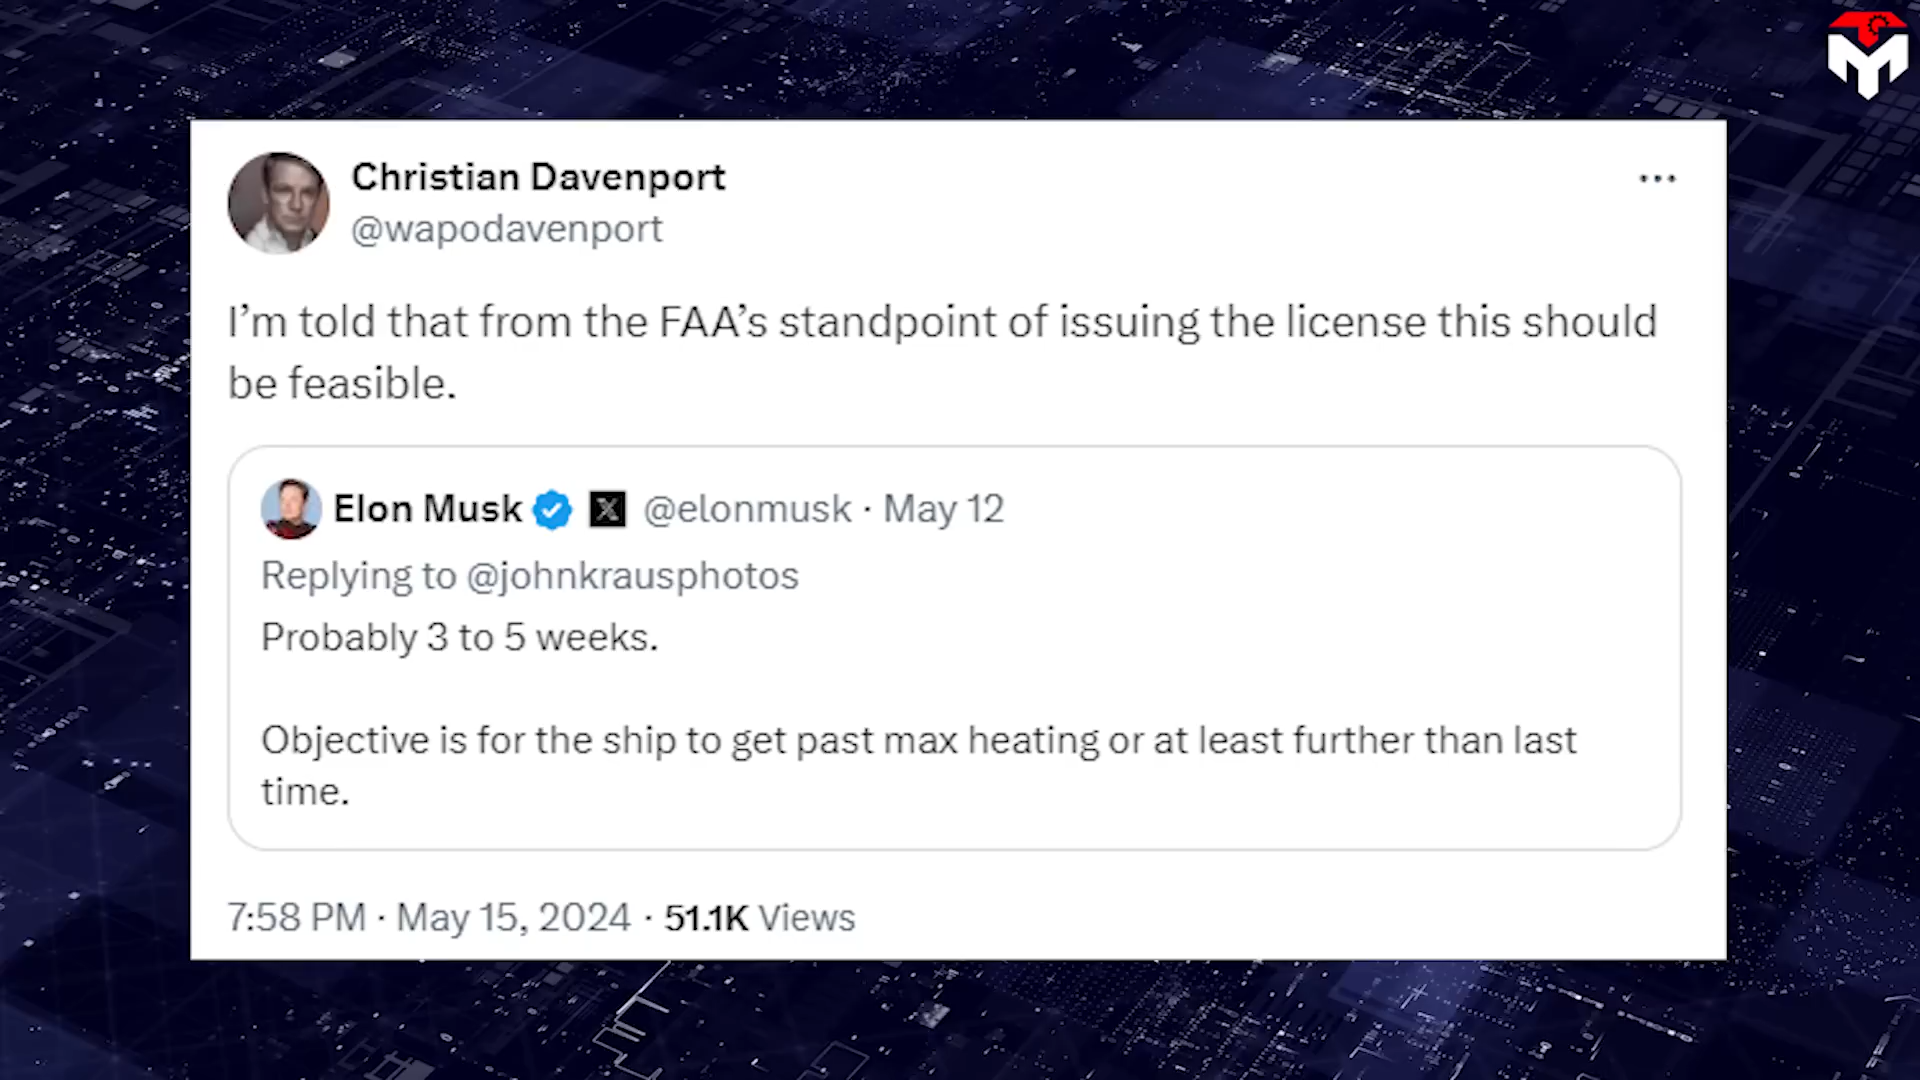 Christian Davenport
@wapodavenport
I’m told that from the FAA’s standpoint of issuing the license this should
be feasible.
Elon Musk @elonmusk · May 12
Replying to @johnkrausphotos
Probably 3 to 5 weeks.
Objective is for the ship to get past max heating or at least further than last
time.
7:58 PM · May 15, 2024 · 51.1K Views